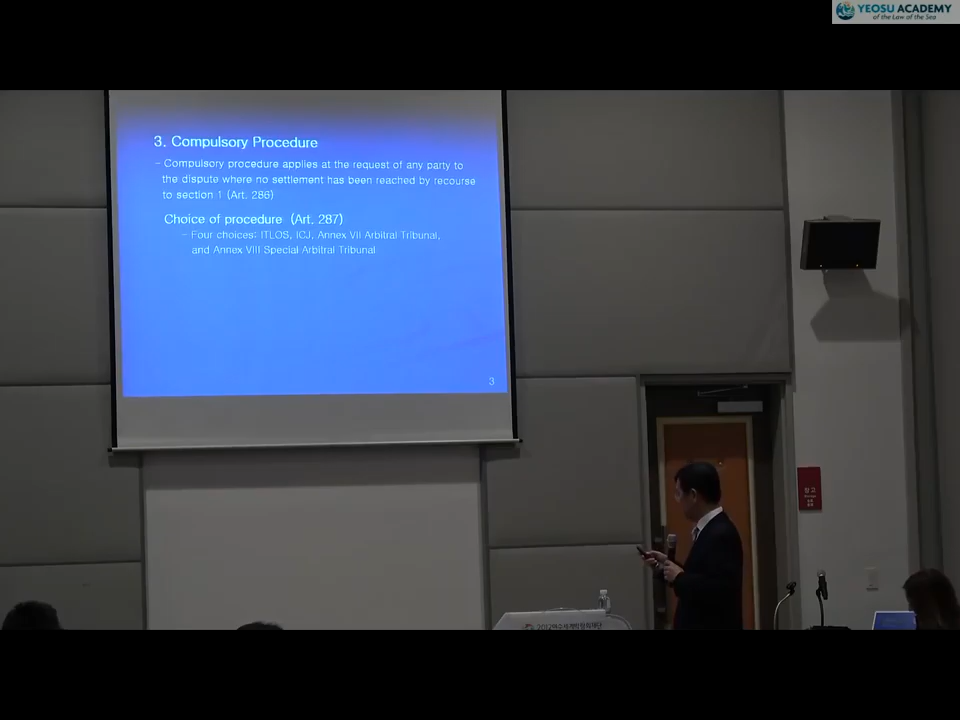 YEOSU ACADEMY
of the Law of the Sea
3. Compulsory Procedure
- Compulsory procedure applies at the request of any party to
the dispute where no settlement has been reached by recourse
to section 1 (Art. 286)
Choice of procedure (Art. 287)
- Four choices: ITLOS, ICJ, Annex VII Arbitral Tribunal,
and Annex VIII Special Arbitral Tribunal
3